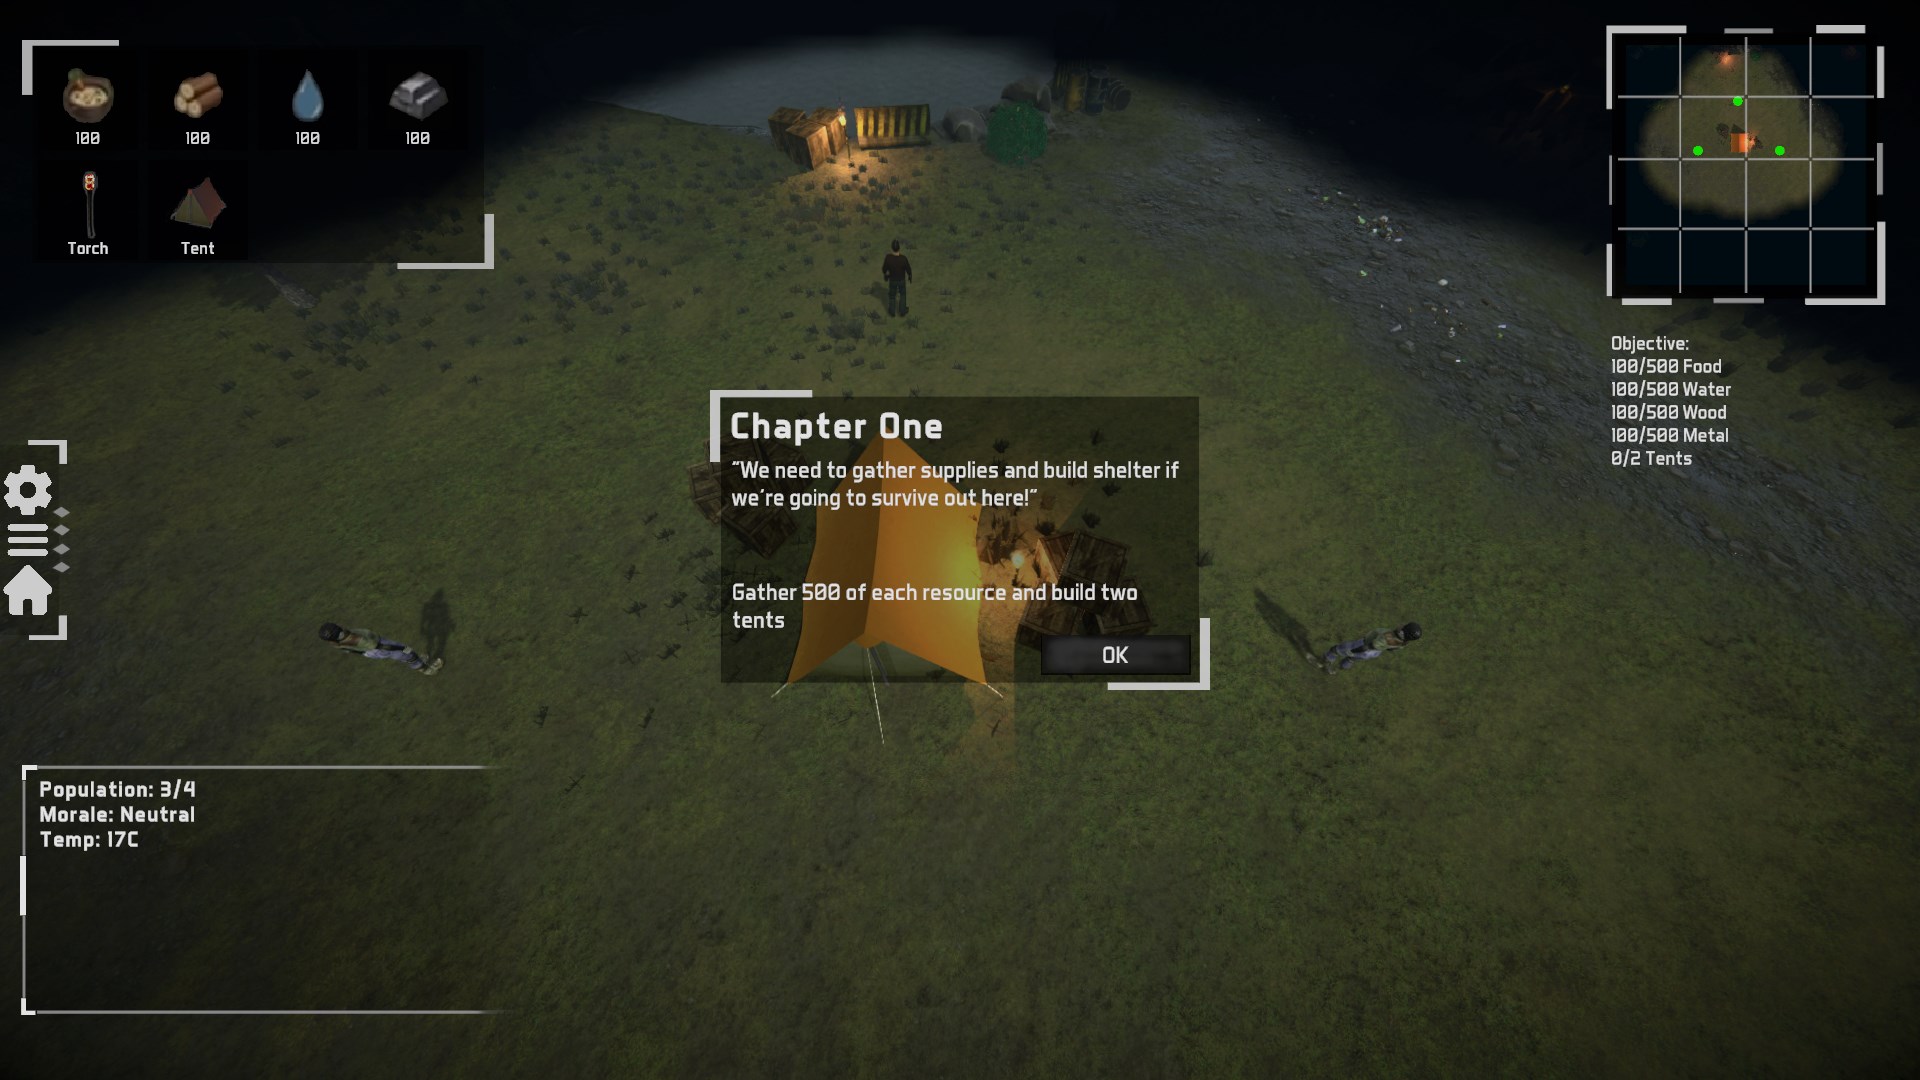 100
100
100
100
Torch
Tent
Objective:
100/500 Food
100/500 Water
100/500 Wood
100/500 Metal
0/2 Tents
Chapter One
"We need to gather supplies and build shelter if
we're going to survive out here!"
Gather 500 of each resource and build two
tents
OK
Population: 3/4
Morale: Neutral
Temp: 17C